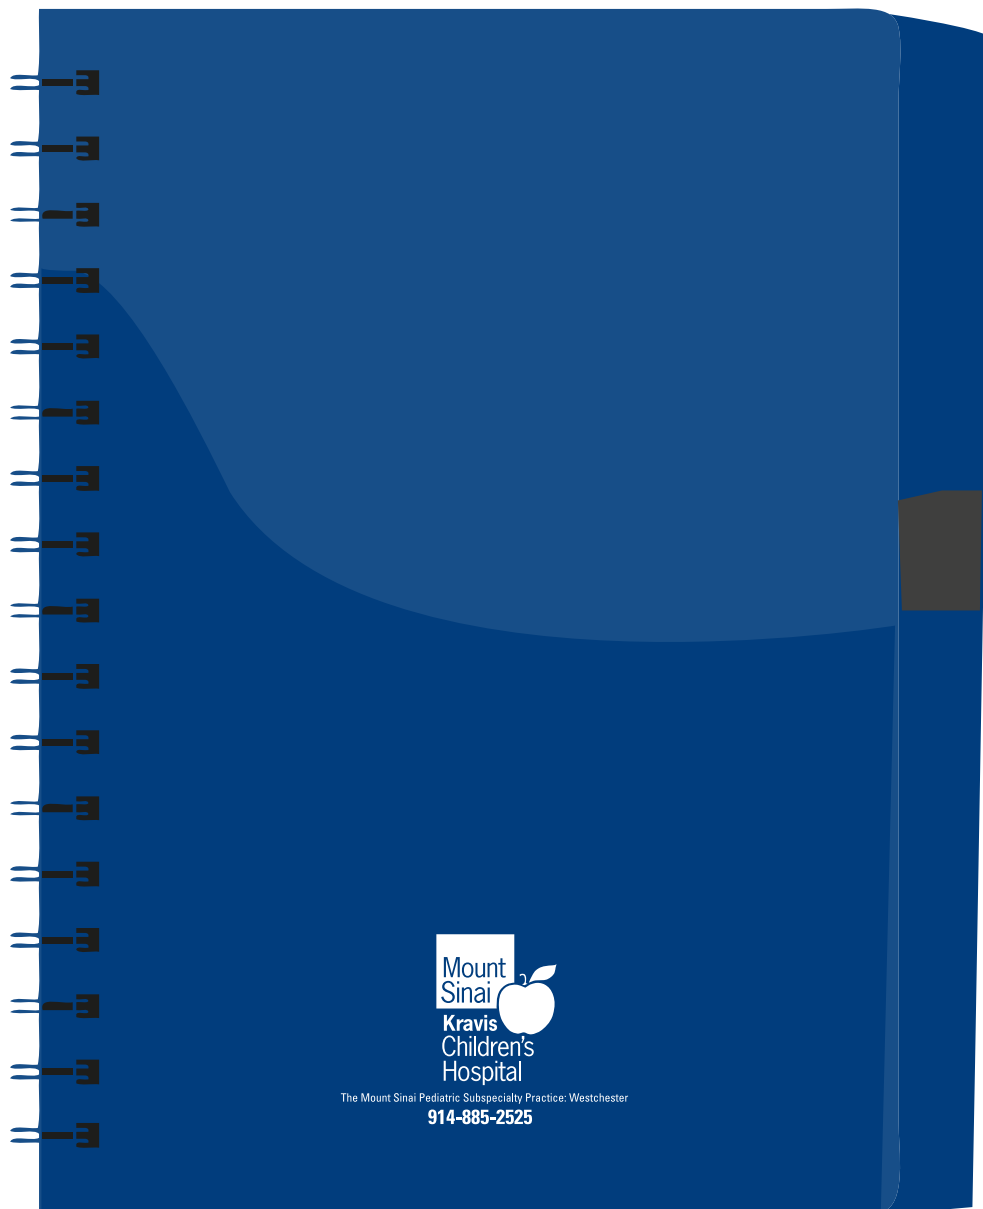 Mount
Sinai
Kravis
Children's
Hospital
The Mount Sinai Pediatric Subspecialty Practice: Westchester
914-885-2525